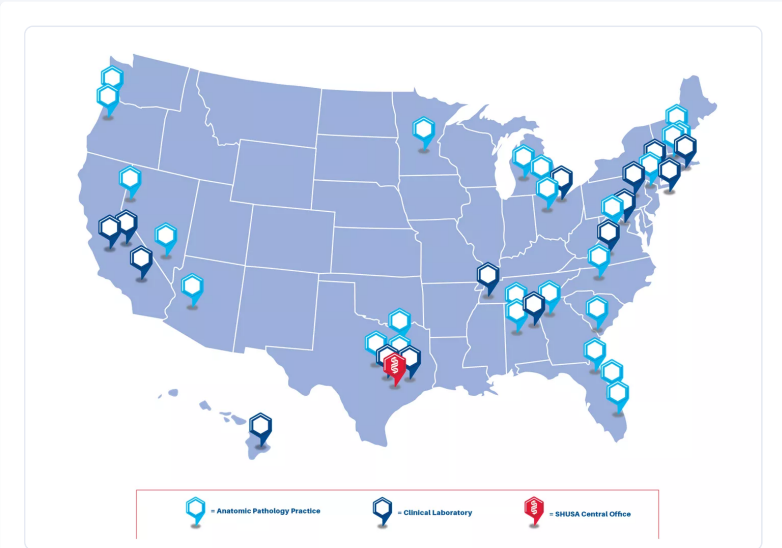 = Anatomic Pathology Practice
= Clinical Laboratory
= SHUSA Central Office